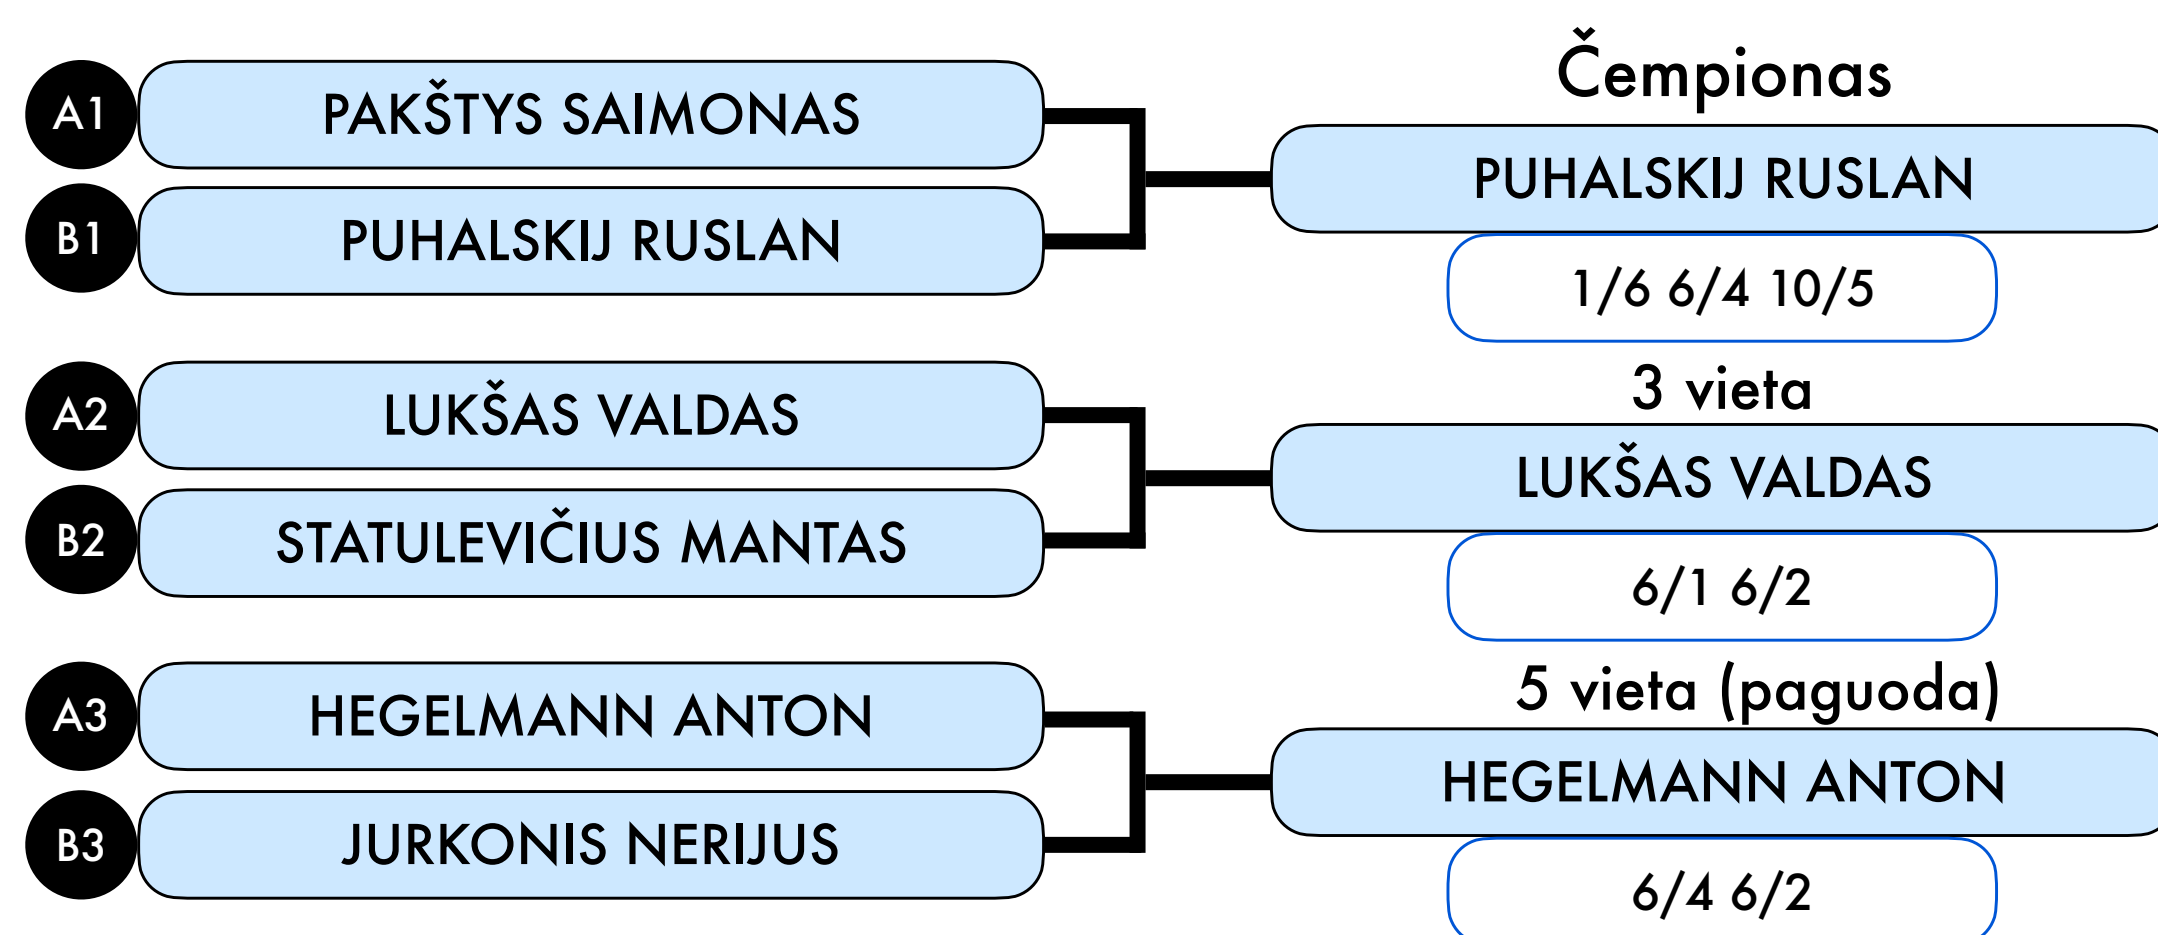 Čempionas
A1 PAKŠTYS SAIMONAS
PUHALSKIJ RUSLAN
B1 PUHALSKIJ RUSLAN
1/6 6/4 10/5
3 vieta
A2 LUKŠAS VALDAS
LUKŠAS VALDAS
B2 STATULEVIČIUS MANTAS
6/1 6/2
5 vieta (paguoda)
A3 HEGELMANN ANTON
HEGELMANN ANTON
B3 JURKONIS NERIJUS
6/4 6/2